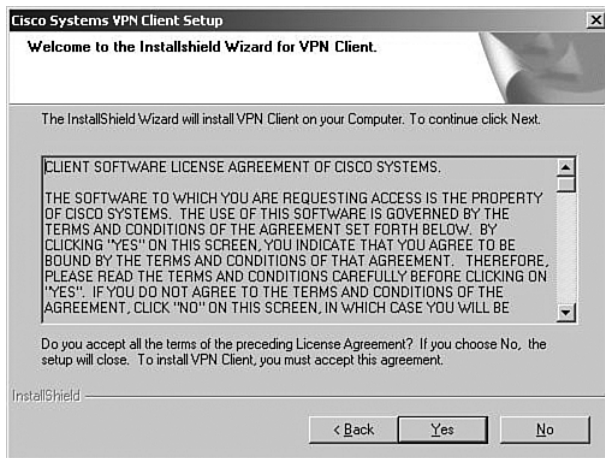 Cisco Systems VPN Client Setup
Welcome to the Installshield Wizard for VPN Client.
The InstallShield Wizard will install VPN Client on your Computer. To continue click Next.
CLIENT SOFTWARE LICENSE AGREEMENT OF CISCO SYSTEMS.
THE SOFTWARE TO WHICH YOU ARE REQUESTING ACCESS IS THE PROPERTY
OF CISCO SYSTEMS. THE USE OF THIS SOFTWARE IS GOVERNED BY THE
TERMS AND CONDITIONS OF THE AGREEMENT SET FORTH BELOW. BY
CLICKING "YES" ON THIS SCREEN, YOU INDICATE THAT YOU AGREE TO BE
BOUND BY THE TERMS AND CONDITIONS OF THAT AGREEMENT. THEREFORE,
PLEASE READ THE TERMS AND CONDITIONS CAREFULLY BEFORE CLICKING ON
"YES". IF YOU DO NOT AGREE TO THE TERMS AND CONDITIONS OF THE
AGREEMENT, CLICK "NO" ON THIS SCREEN, IN WHICH CASE YOU WILL BE
Do you accept all the terms of the preceding License Agreement? If you choose No, the
setup will close. To install VPN Client, you must accept this agreement.
InstallShield
< Back
Yes
No